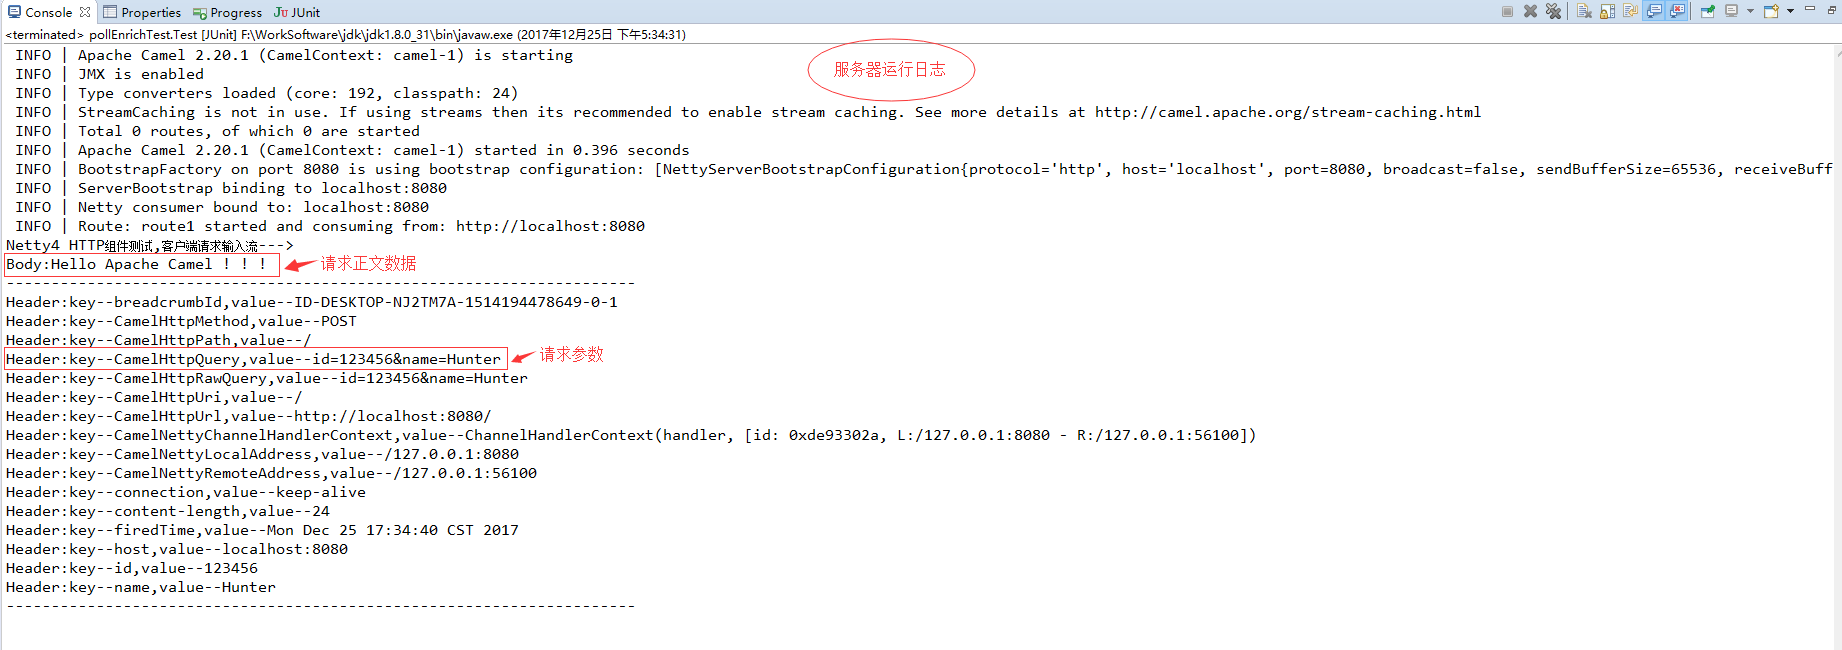 Console Properties Progress JUnit
<terminated> pollEnrichTest.Test [JUnit] F:\WorkSoftware\jdk\jdk1.8.0_31\bin\javaw.exe (2017年12月25日 下午5:34:31)
INFO | Apache Camel 2.20.1 (CamelContext: camel-1) is starting
服务器运行日志
INFO | JMX is enabled
INFO | Type converters loaded (core: 192, classpath: 24)
INFO | StreamCaching is not in use. If using streams then its recommended to enable stream caching. See more details at http://camel.apache.org/stream-caching.html
INFO | Total 0 routes, of which 0 are started
INFO | Apache Camel 2.20.1 (CamelContext: camel-1) started in 0.396 seconds
INFO | BootstrapFactory on port 8080 is using bootstrap configuration: [NettyServerBootstrapConfiguration{protocol='http', host='localhost', port=8080, broadcast=false, sendBufferSize=65536, receiveBuff
INFO | ServerBootstrap binding to localhost:8080
INFO | Netty consumer bound to: localhost:8080
INFO | Route: route1 started and consuming from: http://localhost:8080
Netty4 HTTP组件测试,客户端请求输入流--->
Body:Hello Apache Camel ! ! ! 请求正文数据
----------------------------------------------------------------------
Header:key--breadcrumbId,value--ID-DESKTOP-NJ2TM7A-1514194478649-0-1
Header:key--CamelHttpMethod,value--POST
Header:key--CamelHttpPath,value--/
Header:key--CamelHttpQuery,value--id=123456&name=Hunter 请求参数
Header:key--CamelHttpRawQuery,value--id=123456&name=Hunter
Header:key--CamelHttpUri,value--/
Header:key--CamelHttpUrl,value--http://localhost:8080/
Header:key--CamelNettyChannelHandlerContext,value--ChannelHandlerContext(handler, [id: 0xde93302a, L:/127.0.0.1:8080 - R:/127.0.0.1:56100])
Header:key--CamelNettyLocalAddress,value--/127.0.0.1:8080
Header:key--CamelNettyRemoteAddress,value--/127.0.0.1:56100
Header:key--connection,value--keep-alive
Header:key--content-length,value--24
Header:key--firedTime,value--Mon Dec 25 17:34:40 CST 2017
Header:key--host,value--localhost:8080
Header:key--id,value--123456
Header:key--name,value--Hunter
----------------------------------------------------------------------